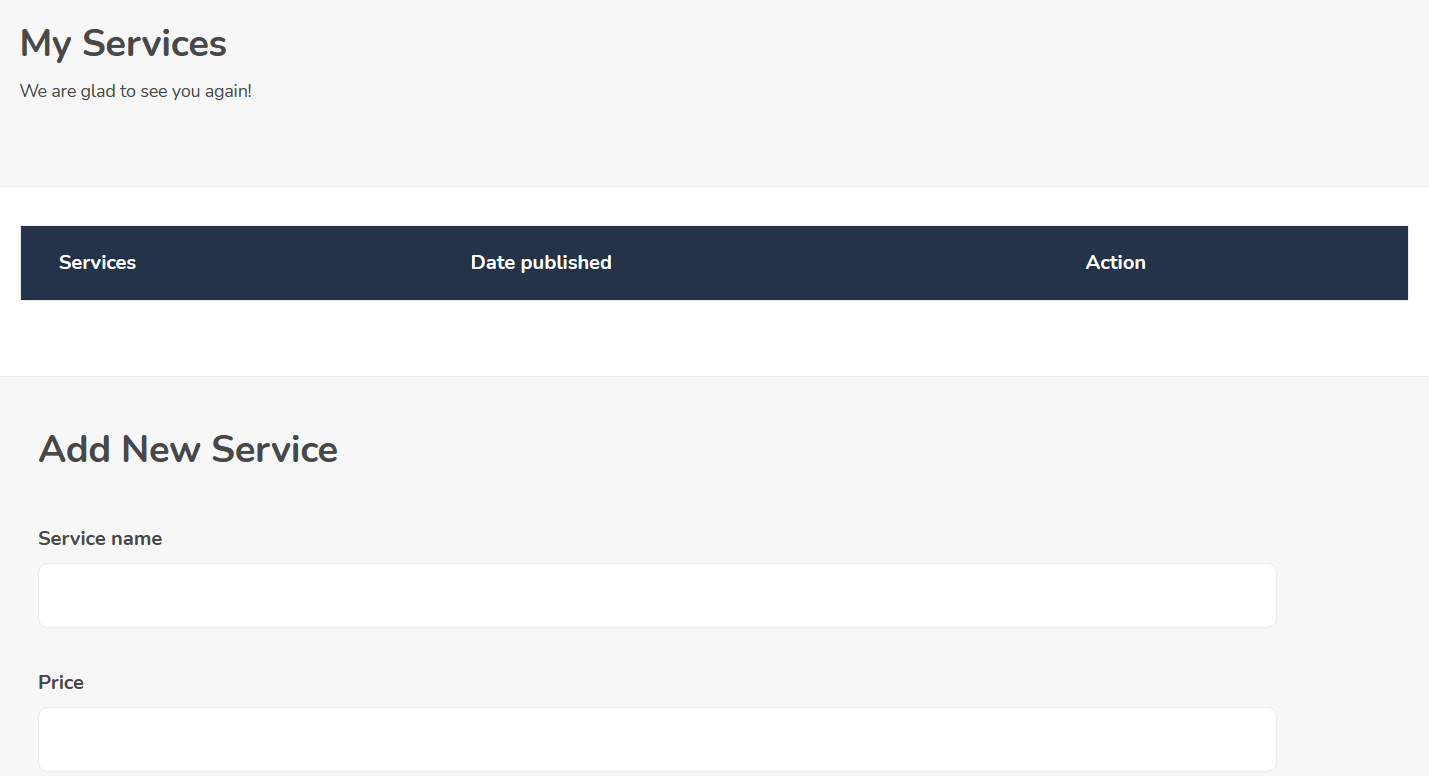 My Services
We are glad to see you again!
Services Date published Action
Add New Service
Service name
Price